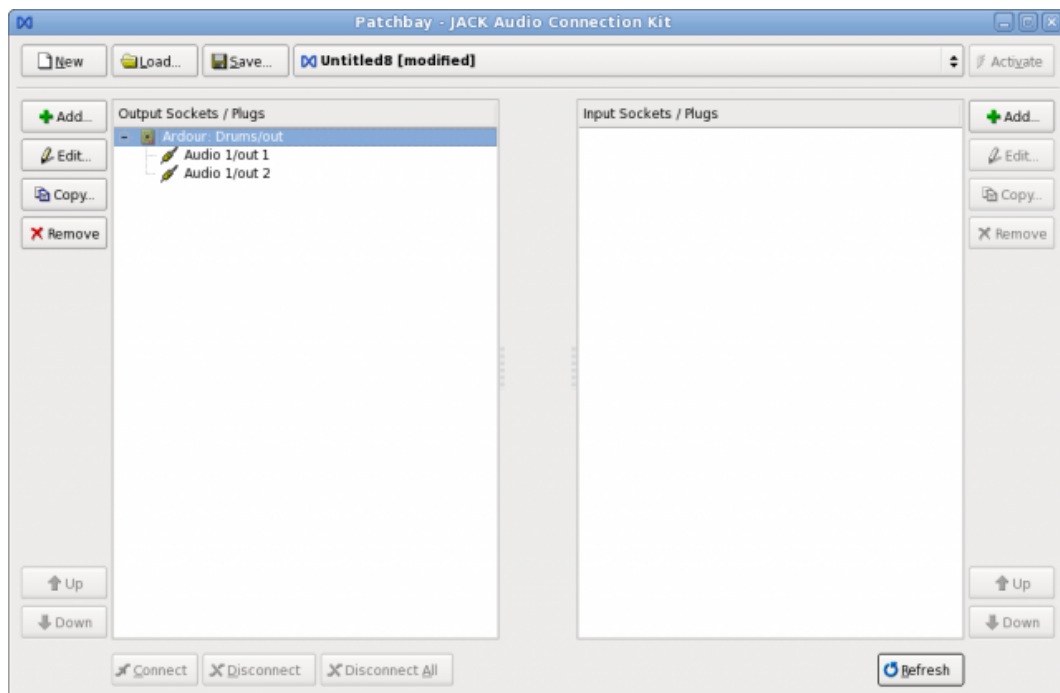 Patchbay - JACK Audio Connection Kit
New Load... Save... Untitled8 [modified] Activate
Add... Output Sockets / Plugs Input Sockets / Plugs Add...
Ardour: Drums/out
Edit... Audio 1/out 1 Edit...
Audio 1/out 2
Copy... Copy...
Remove Remove
Up Up
Down Down
Connect Disconnect Disconnect All Refresh